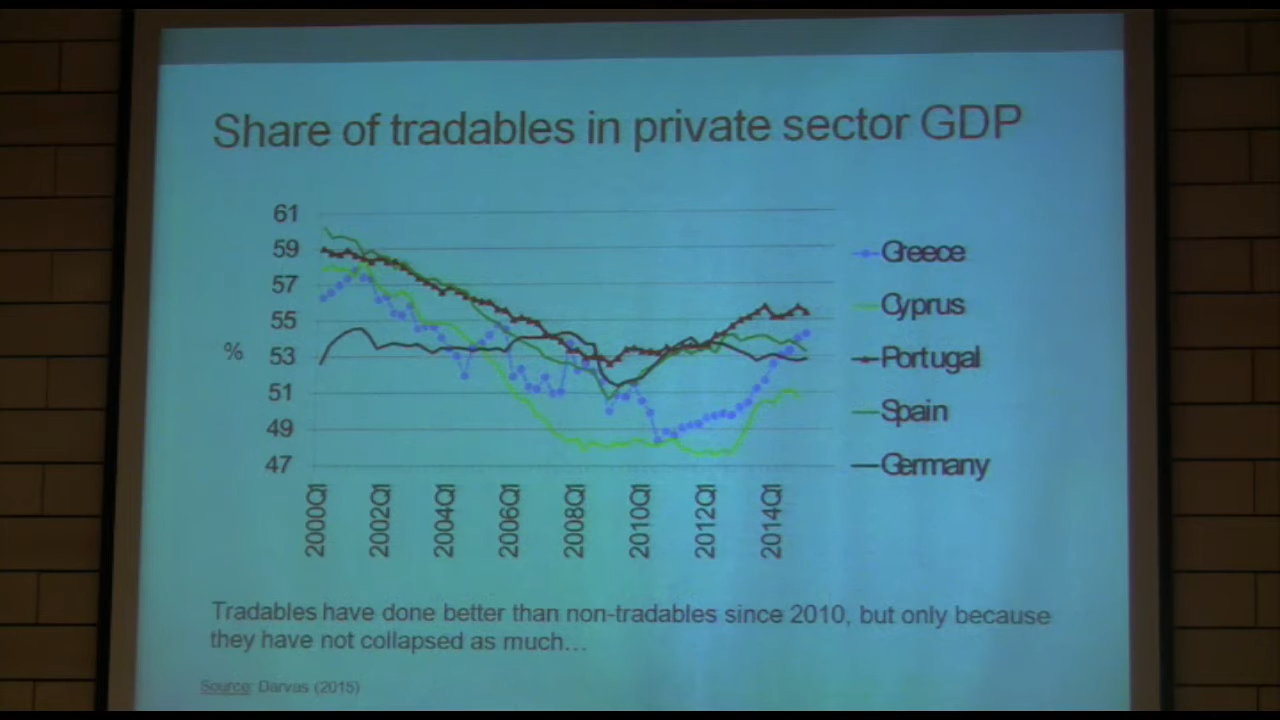 Share of tradables in private sector GDP
61
59
57
55
53
51
49
47
%
2000Q1
2002Q1
2004Q1
2006Q1
2008Q1
2010Q1
2012Q1
2014Q1
Greece
Cyprus
Portugal
Spain
Germany
Tradables have done better than non-tradables since 2010, but only because
they have not collapsed as much…
Source: Darvas (2015)